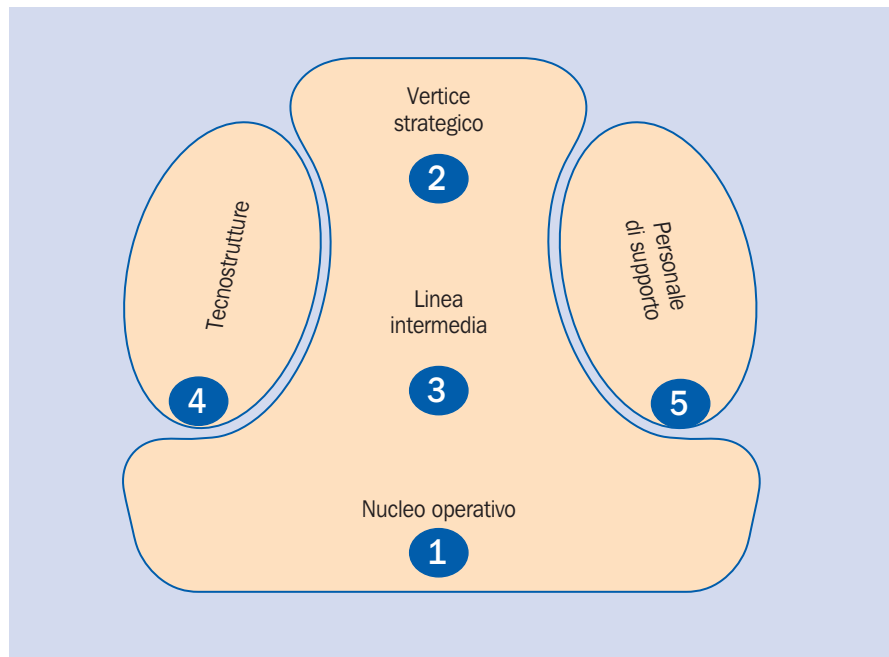 Vertice
strategico
2
Tecnostrutture
4
Linea
intermedia
3
Personale
di supporto
5
Nucleo operativo
1